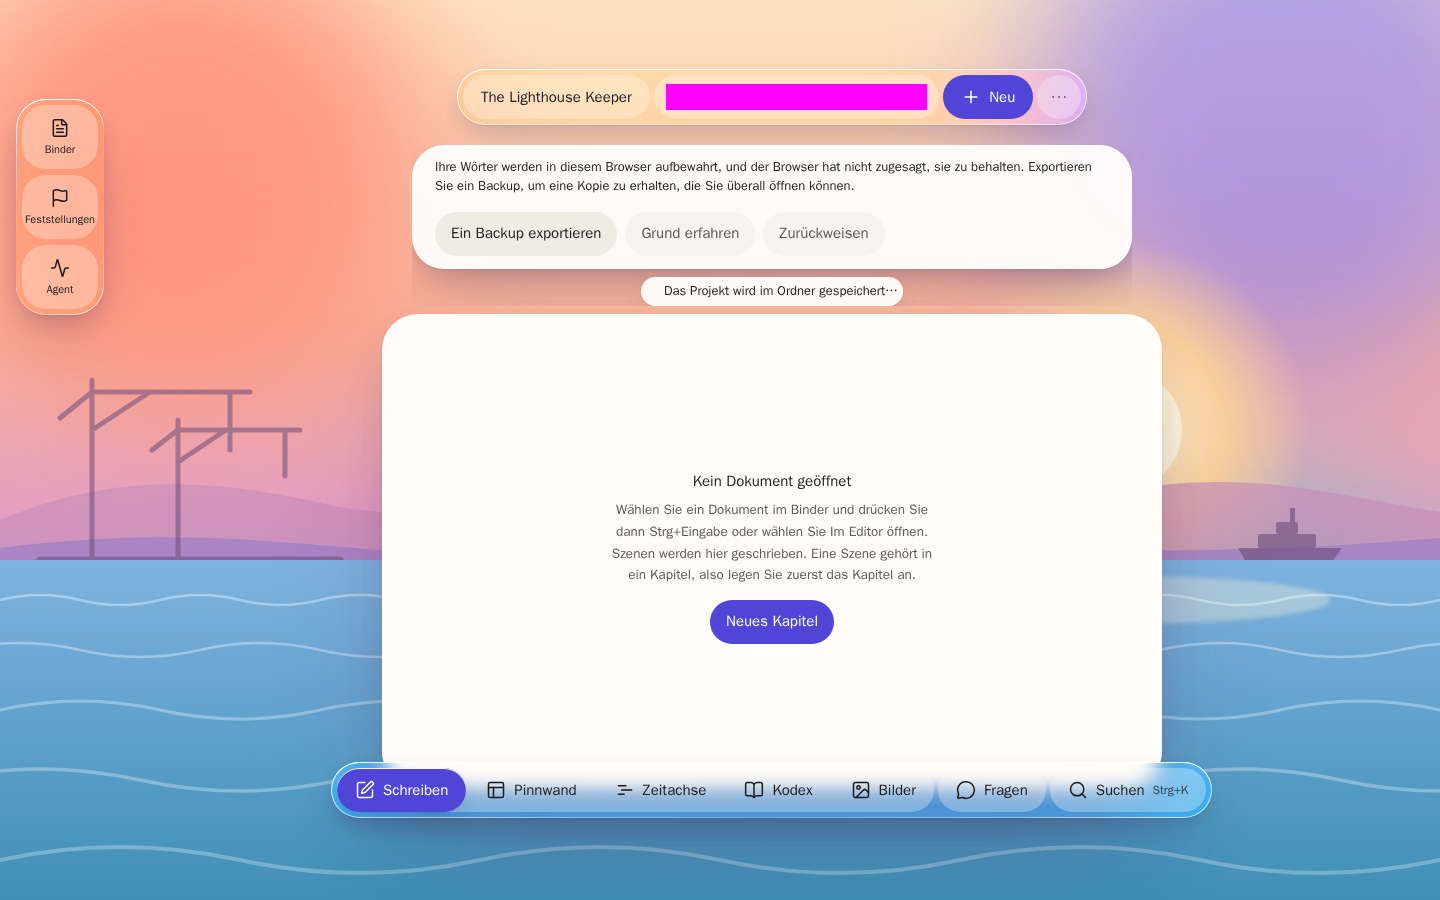 The Lighthouse Keeper
Neu
Binder
Feststellungen
Agent
Ihre Wörter werden in diesem Browser aufbewahrt, und der Browser hat nicht zugesagt, sie zu behalten. Exportieren
Sie ein Backup, um eine Kopie zu erhalten, die Sie überall öffnen können.
Ein Backup exportieren
Grund erfahren
Zurückweisen
Das Projekt wird im Ordner gespeichert…
Kein Dokument geöffnet
Wählen Sie ein Dokument im Binder und drücken Sie
dann Strg+Eingabe oder wählen Sie Im Editor öffnen.
Szenen werden hier geschrieben. Eine Szene gehört in
ein Kapitel, also legen Sie zuerst das Kapitel an.
Neues Kapitel
Schreiben
Pinnwand
Zeitachse
Kodex
Bilder
Fragen
Suchen Strg+K